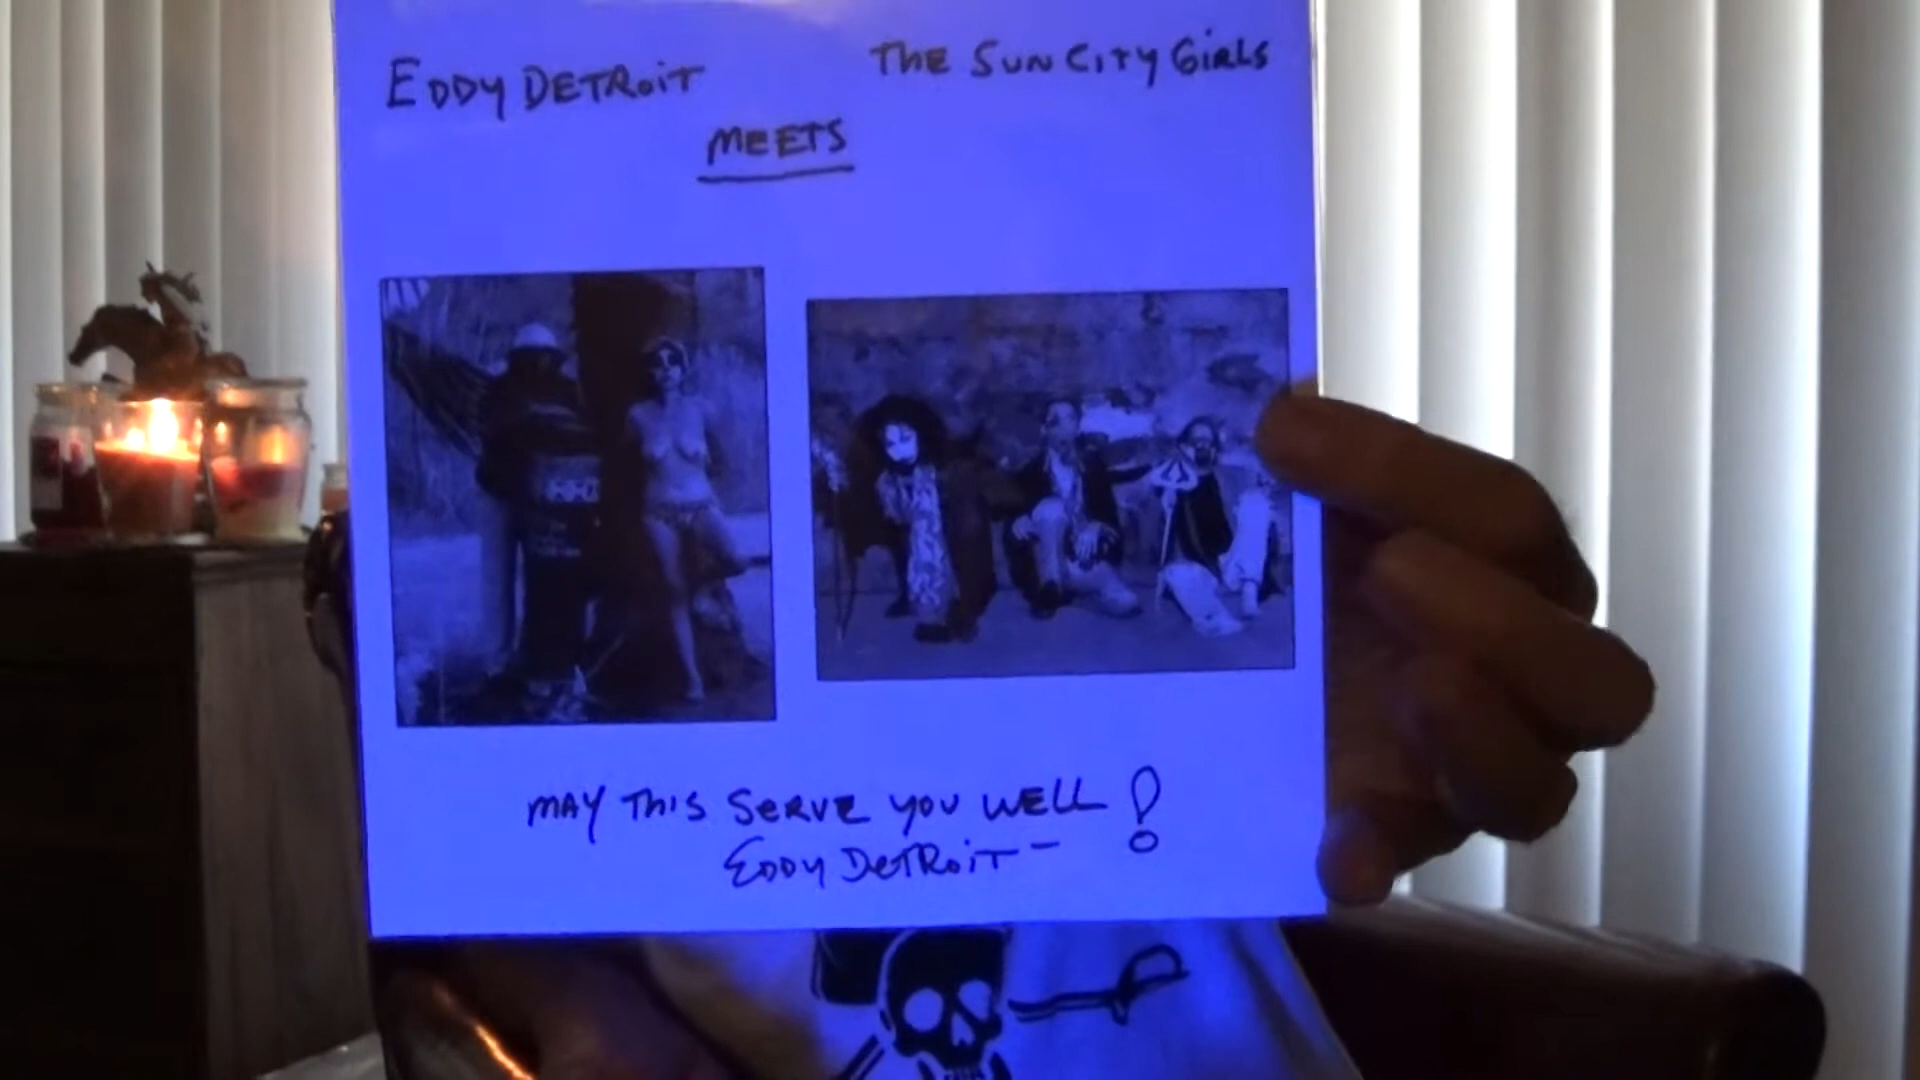 EDDY DETROIT
THE SUN CITY GIRLS
MEETS
MAY THIS SERVE YOU WELL!
EDDY DETROIT-